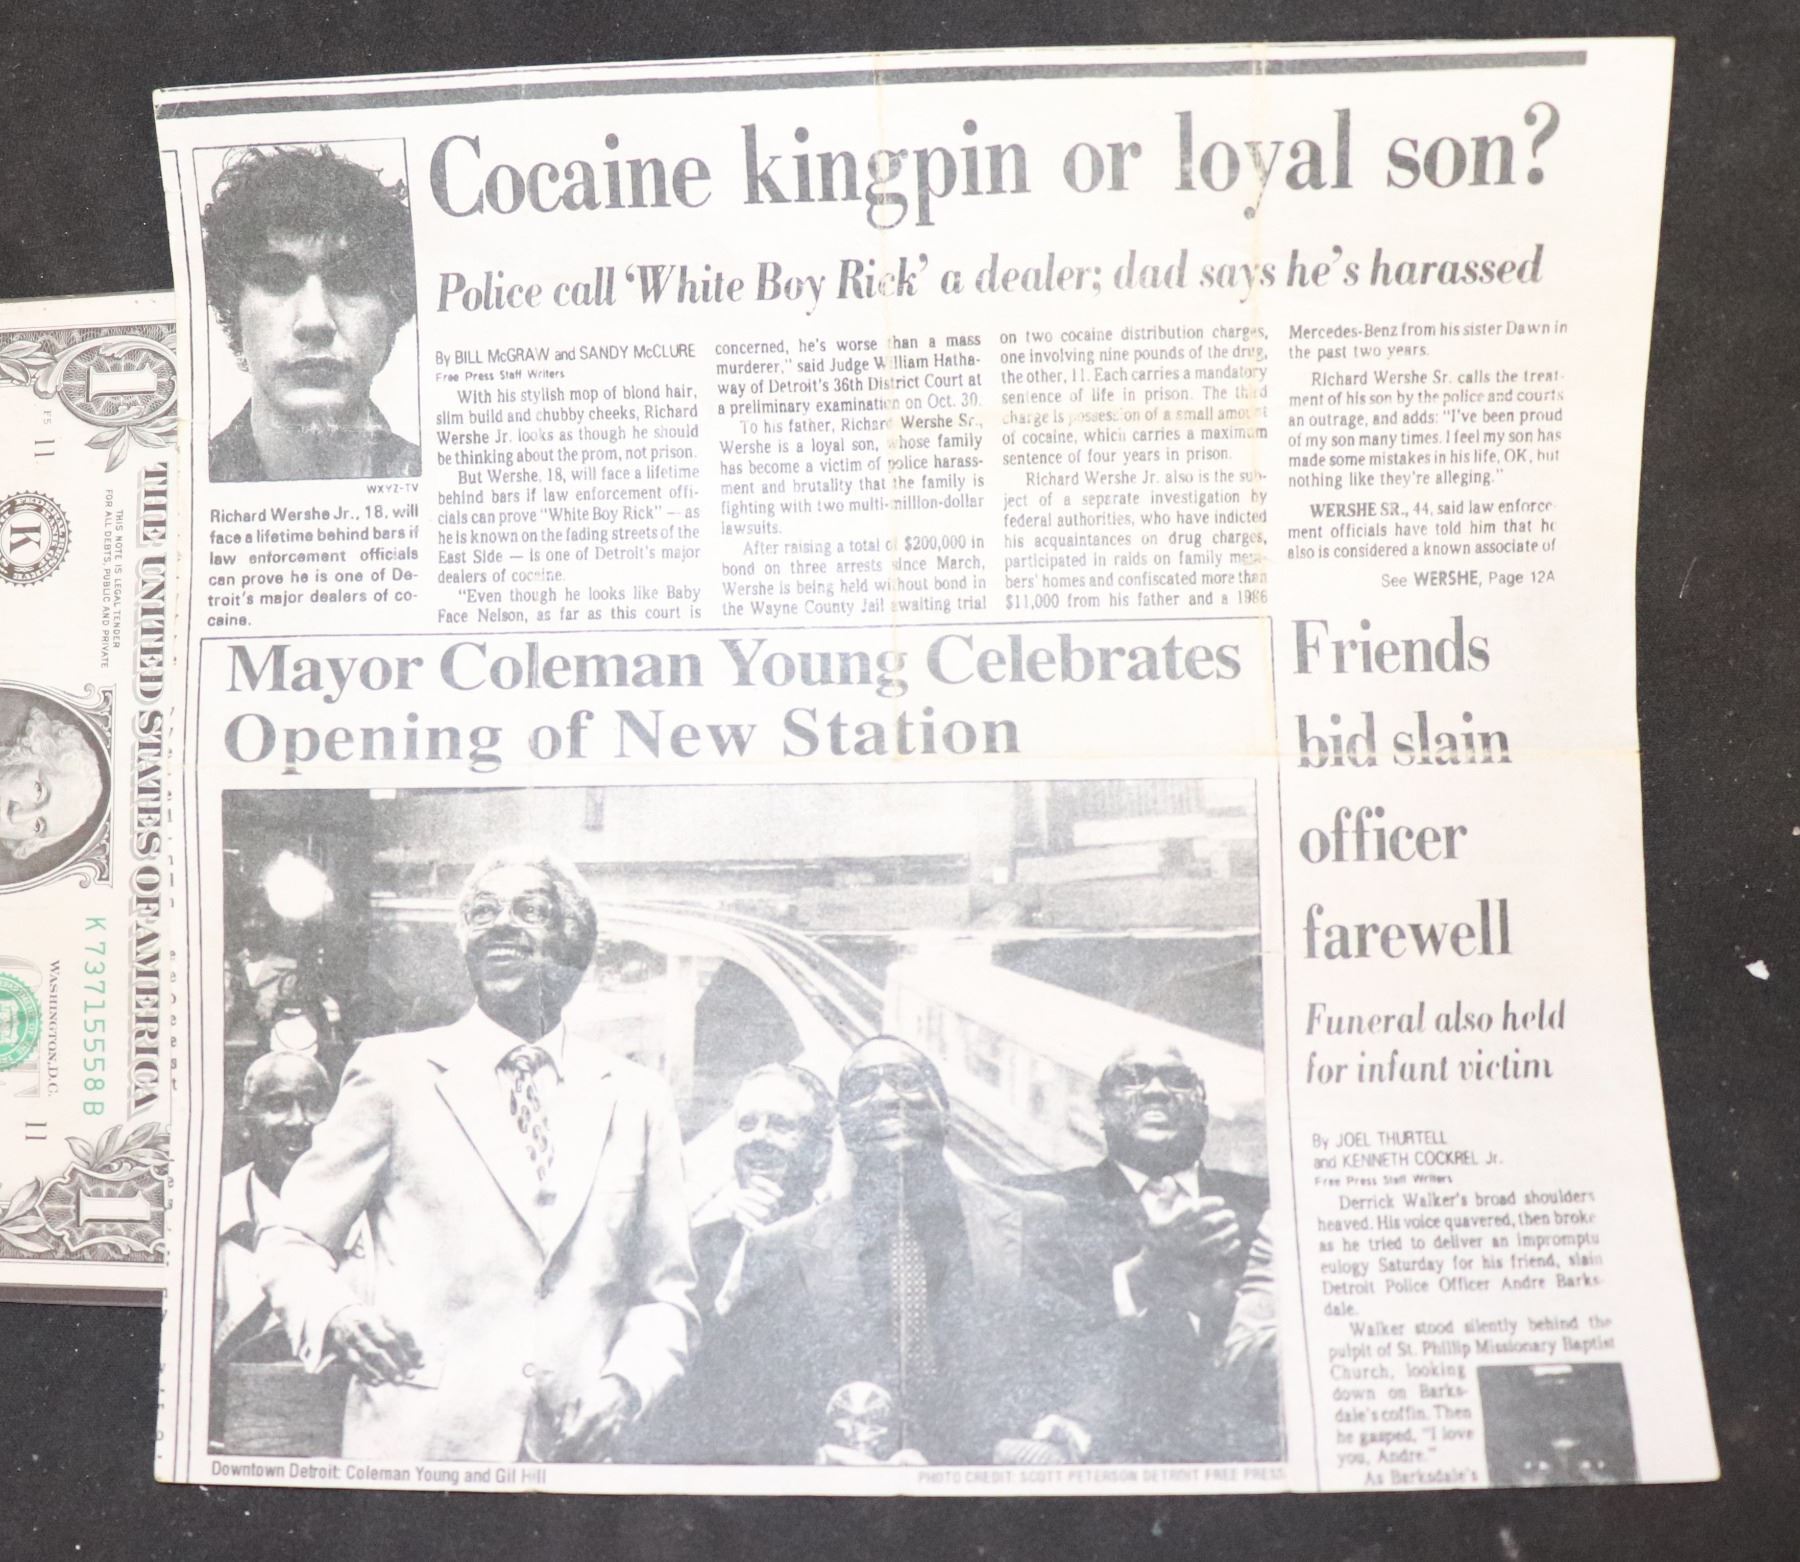 Cocaine kingpin or loyal son?
Police call ‘White Boy Rick’ a dealer; dad says he’s harassed
WXYZ-TV
Richard Wershe Jr., 18, will
face a lifetime behind bars if
law enforcement officials
can prove he is one of De-
troit's major dealers of co-
caine.
By BILL McGRAW and SANDY McCLURE
Free Press Staff Writers
With his stylish mop of blond hair,
slim build and chubby cheeks, Richard
Wershe Jr. looks as though he should
be thinking about the prom, not prison.
But Wershe, 18, will face a lifetime
behind bars if law enforcement offi-
cials can prove "White Boy Rick" — as
he is known on the fading streets of the
East Side — is one of Detroit's major
dealers of cocaine.
"Even though he looks like Baby
Face Nelson, as far as this court is
concerned, he's worse than a mass
murderer," said Judge William Hatha-
way of Detroit's 36th District Court at
a preliminary examination on Oct. 30.
To his father, Richard Wershe Sr.,
Wershe is a loyal son, whose family
has become a victim of police harass-
ment and brutality that the family is
fighting with two multi-million-dollar
lawsuits.
After raising a total of $200,000 in
bond on three arrests since March,
Wershe is being held without bond in
the Wayne County Jail awaiting trial
on two cocaine distribution charges,
one involving nine pounds of the drug,
the other, 11. Each carries a mandatory
sentence of life in prison. The third
charge is possession of a small amount
of cocaine, which carries a maximum
sentence of four years in prison.
Richard Wershe Jr. also is the sub-
ject of a separate investigation by
federal authorities, who have indicted
his acquaintances on drug charges,
participated in raids on family mem-
bers' homes and confiscated more than
$11,000 from his father and a 1986
Mercedes-Benz from his sister Dawn in
the past two years.
Richard Wershe Sr. calls the treat-
ment of his son by the police and courts
an outrage, and adds: "I've been proud
of my son many times. I feel my son has
made some mistakes in his life, OK, but
nothing like they're alleging."
WERSHE SR., 44, said law enforce-
ment officials have told him that he
also is considered a known associate of
See WERSHE, Page 12A
Mayor Coleman Young Celebrates
Opening of New Station
Downtown Detroit: Coleman Young and Gil Hill
PHOTO CREDIT: SCOTT PETERSON DETROIT FREE PRESS
Friends
bid slain
officer
farewell
Funeral also held
for infant victim
By JOEL THURTELL
and KENNETH COCKREL Jr.
Free Press Staff Writers
Derrick Walker's broad shoulders
heaved. His voice quavered, then broke
as he tried to deliver an impromptu
eulogy Saturday for his friend, slain
Detroit Police Officer Andre Barks-
dale.
Walker stood silently behind the
pulpit of St. Phillip Missionary Baptist
Church, looking
down on Barks-
dale's coffin. Then
he gasped, "I love
you, Andre."
As Barksdale's
THE UNITED STATES OF AMERICA
THIS NOTE IS LEGAL TENDER
FOR ALL DEBTS, PUBLIC AND PRIVATE
K
11
K73715558B
WASHINGTON, D.C.
11
1
1